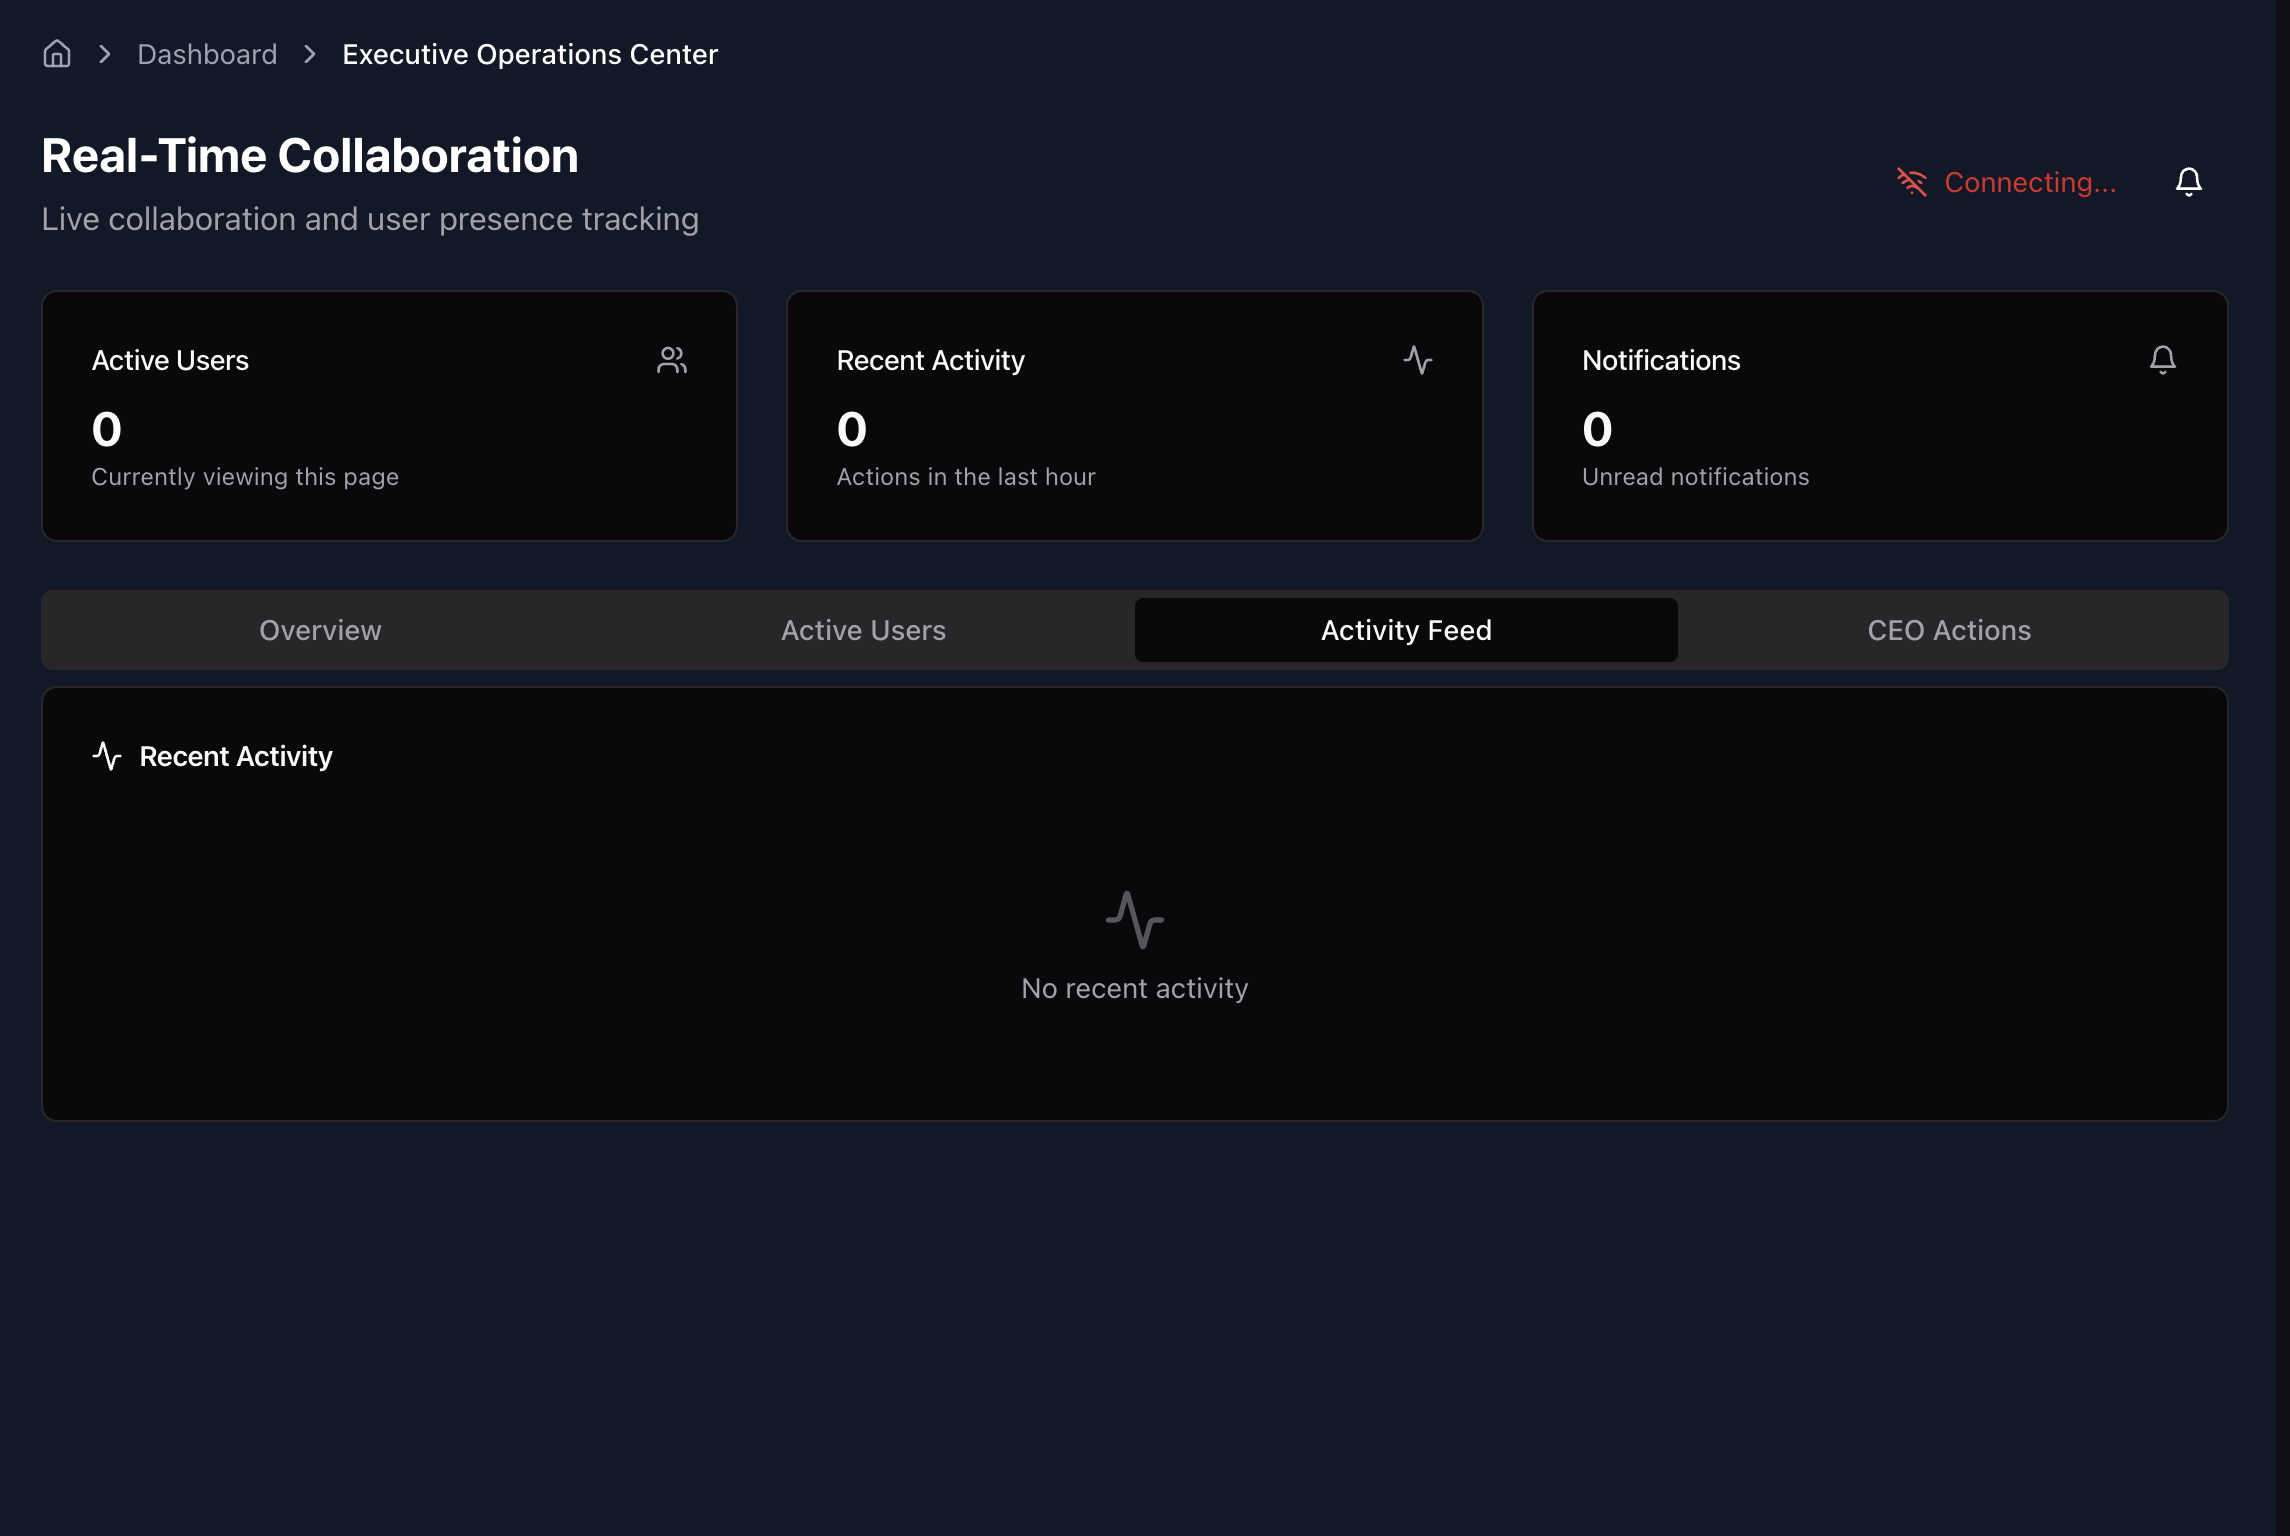 Dashboard
Executive Operations Center
Real-Time Collaboration
Live collaboration and user presence tracking
Connecting...
Active Users
0
Currently viewing this page
Recent Activity
0
Actions in the last hour
Notifications
0
Unread notifications
Overview
Active Users
Activity Feed
CEO Actions
Recent Activity
No recent activity